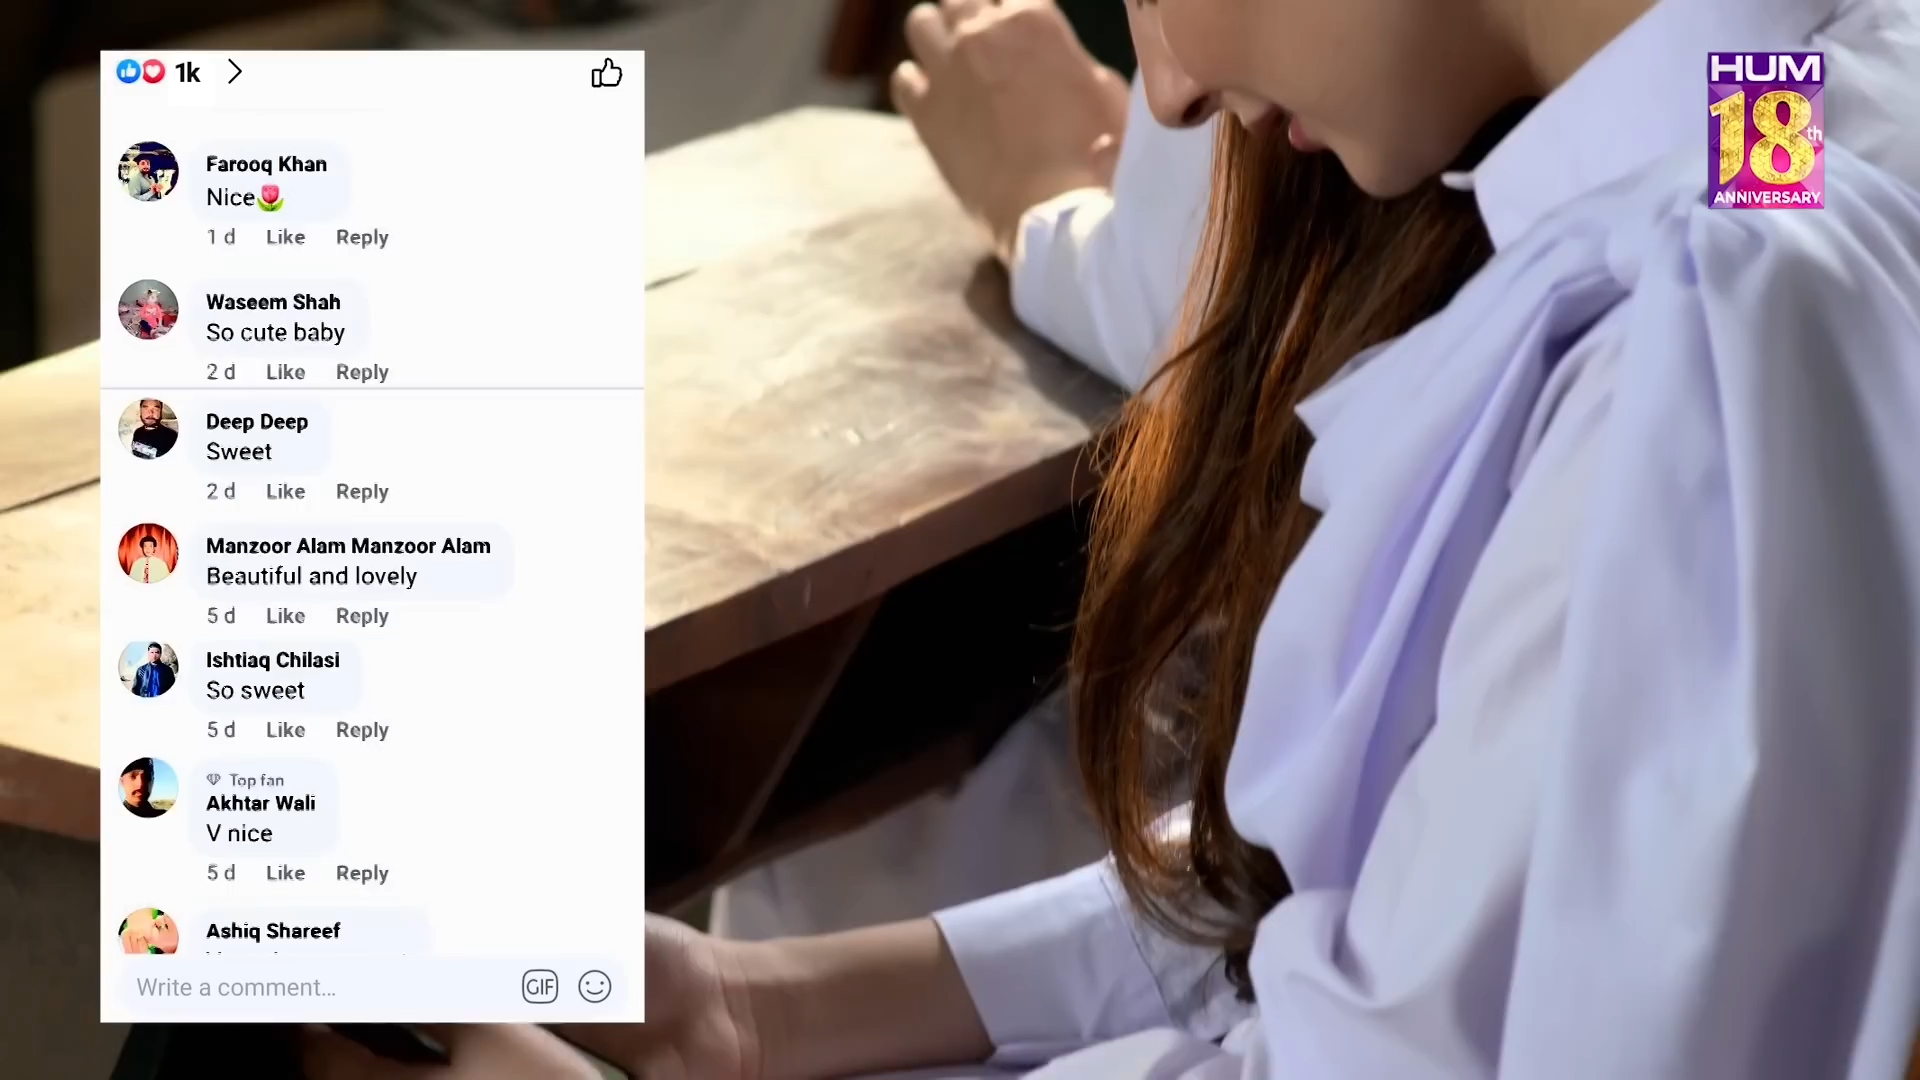 1k
Farooq Khan
Nice🌷
1 d Like Reply
Waseem Shah
So cute baby
2 d Like Reply
Deep Deep
Sweet
2 d Like Reply
Manzoor Alam Manzoor Alam
Beautiful and lovely
5 d Like Reply
Ishtiaq Chilasi
So sweet
5 d Like Reply
Top fan
Akhtar Wali
V nice
5 d Like Reply
Ashiq Shareef
Write a comment...
GIF
HUM
18th
ANNIVERSARY